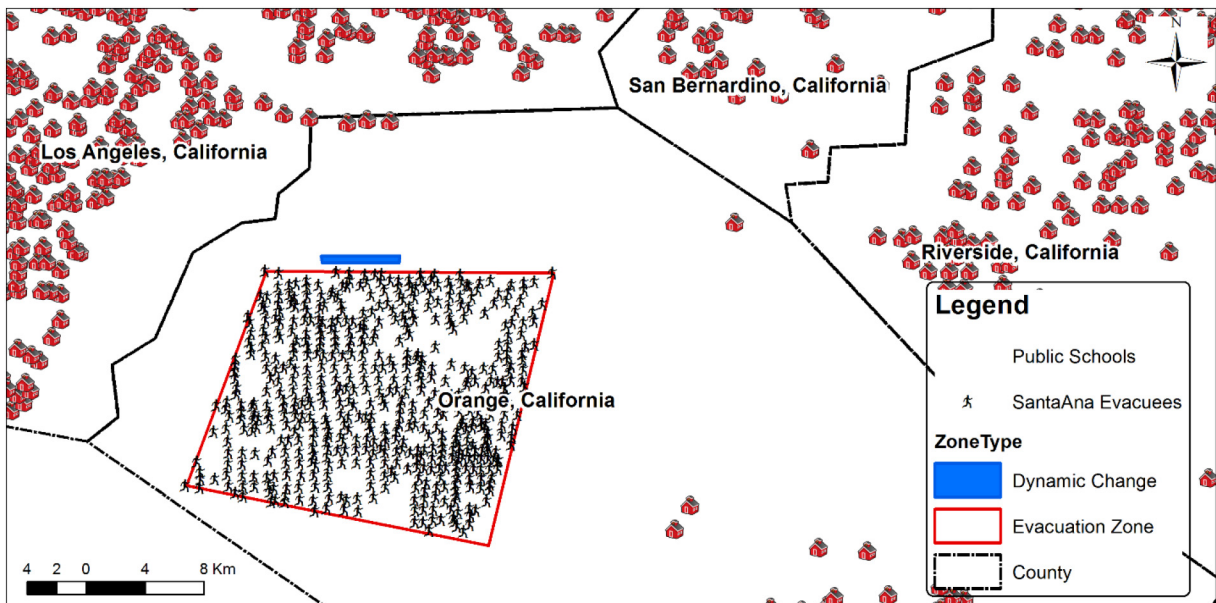 N
San Bernardino, California
Los Angeles, California
Riverside, California
Orange, California
Legend
Public Schools
SantaAna Evacuees
ZoneType
Dynamic Change
Evacuation Zone
County
4 2 0 4 8 Km